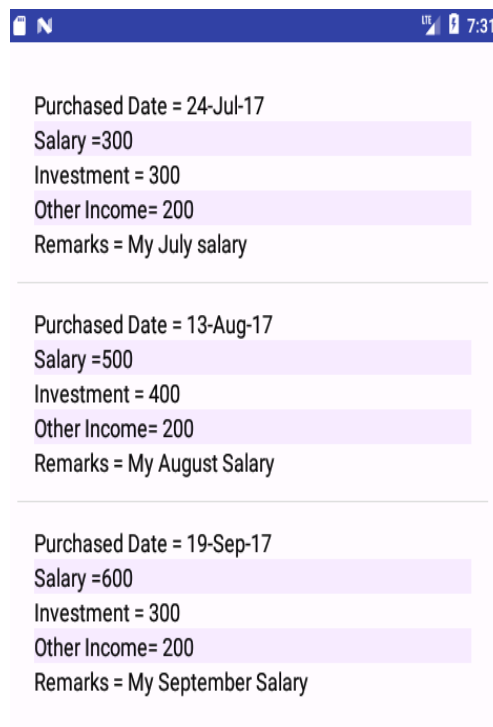 LTE 7:31
Purchased Date = 24-Jul-17
Salary =300
Investment = 300
Other Income= 200
Remarks = My July salary
Purchased Date = 13-Aug-17
Salary =500
Investment = 400
Other Income= 200
Remarks = My August Salary
Purchased Date = 19-Sep-17
Salary =600
Investment = 300
Other Income= 200
Remarks = My September Salary